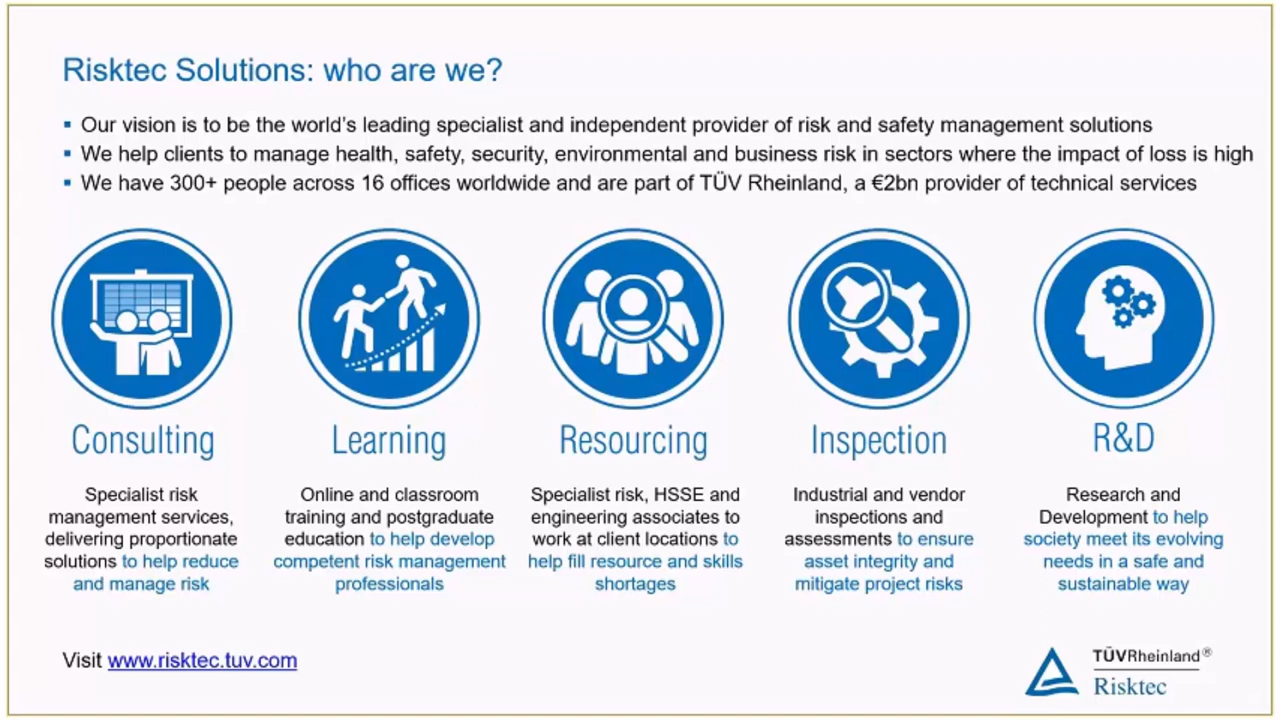 Risktec Solutions: who are we?
▪ Our vision is to be the world's leading specialist and independent provider of risk and safety management solutions
▪ We help clients to manage health, safety, security, environmental and business risk in sectors where the impact of loss is high
▪ We have 300+ people across 16 offices worldwide and are part of TÜV Rheinland, a €2bn provider of technical services
Consulting
Specialist risk
management services,
delivering proportionate
solutions to help reduce
and manage risk
Learning
Online and classroom
training and postgraduate
education to help develop
competent risk management
professionals
Resourcing
Specialist risk, HSSE and
engineering associates to
work at client locations to
help fill resource and skills
shortages
Inspection
Industrial and vendor
inspections and
assessments to ensure
asset integrity and
mitigate project risks
R&D
Research and
Development to help
society meet its evolving
needs in a safe and
sustainable way
Visit www.risktec.tuv.com
TÜVRheinland®
Risktec